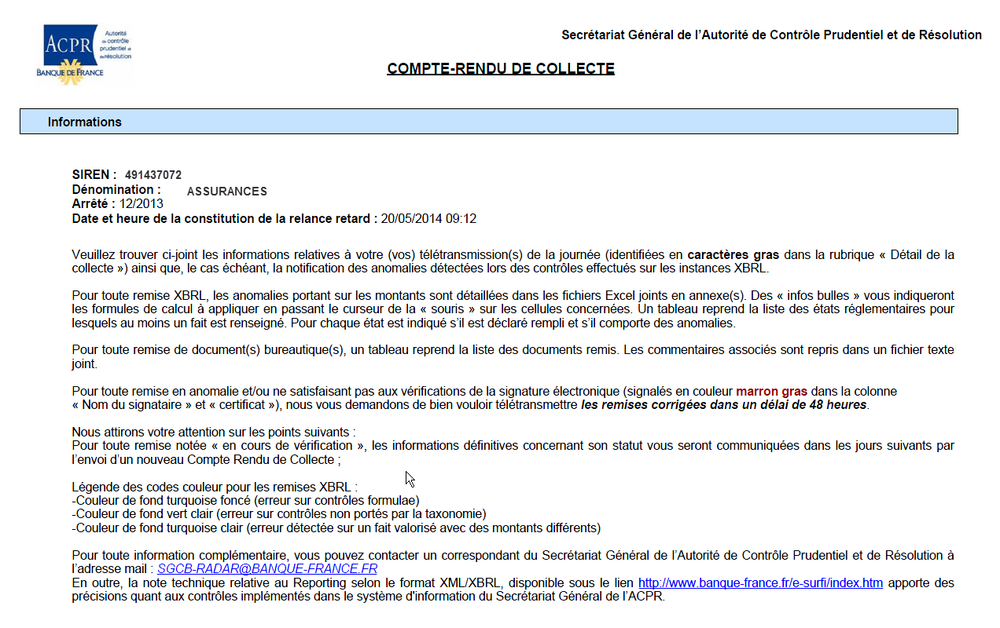 ACPR
Autorité
de contrôle
prudentiel et
de résolution
BANQUE DE FRANCE
Secrétariat Général de l’Autorité de Contrôle Prudentiel et de Résolution
COMPTE-RENDU DE COLLECTE
Informations
SIREN : 491437072
Dénomination : ASSURANCES
Arrêté : 12/2013
Date et heure de la constitution de la relance retard : 20/05/2014 09:12
Veuillez trouver ci-joint les informations relatives à votre (vos) télétransmission(s) de la journée (identifiées en caractères gras dans la rubrique « Détail de la
collecte ») ainsi que, le cas échéant, la notification des anomalies détectées lors des contrôles effectués sur les instances XBRL.
Pour toute remise XBRL, les anomalies portant sur les montants sont détaillées dans les fichiers Excel joints en annexe(s). Des « infos bulles » vous indiqueront
les formules de calcul à appliquer en passant le curseur de la « souris » sur les cellules concernées. Un tableau reprend la liste des états réglementaires pour
lesquels au moins un fait est renseigné. Pour chaque état est indiqué s’il est déclaré rempli et s’il comporte des anomalies.
Pour toute remise de document(s) bureautique(s), un tableau reprend la liste des documents remis. Les commentaires associés sont repris dans un fichier texte
joint.
Pour toute remise en anomalie et/ou ne satisfaisant pas aux vérifications de la signature électronique (signalés en couleur marron gras dans la colonne
« Nom du signataire » et « certificat »), nous vous demandons de bien vouloir télétransmettre les remises corrigées dans un délai de 48 heures.
Nous attirons votre attention sur les points suivants :
Pour toute remise notée « en cours de vérification », les informations définitives concernant son statut vous seront communiquées dans les jours suivants par
l’envoi d’un nouveau Compte Rendu de Collecte ;
Légende des codes couleur pour les remises XBRL :
-Couleur de fond turquoise foncé (erreur sur contrôles formulae)
-Couleur de fond vert clair (erreur sur contrôles non portés par la taxonomie)
-Couleur de fond turquoise clair (erreur détectée sur un fait valorisé avec des montants différents)
Pour toute information complémentaire, vous pouvez contacter un correspondant du Secrétariat Général de l’Autorité de Contrôle Prudentiel et de Résolution à
l’adresse mail : SGCB-RADAR@BANQUE-FRANCE.FR
En outre, la note technique relative au Reporting selon le format XML/XBRL, disponible sous le lien http://www.banque-france.fr/e-surfi/index.htm apporte des
précisions quant aux contrôles implémentés dans le système d'information du Secrétariat Général de l’ACPR.